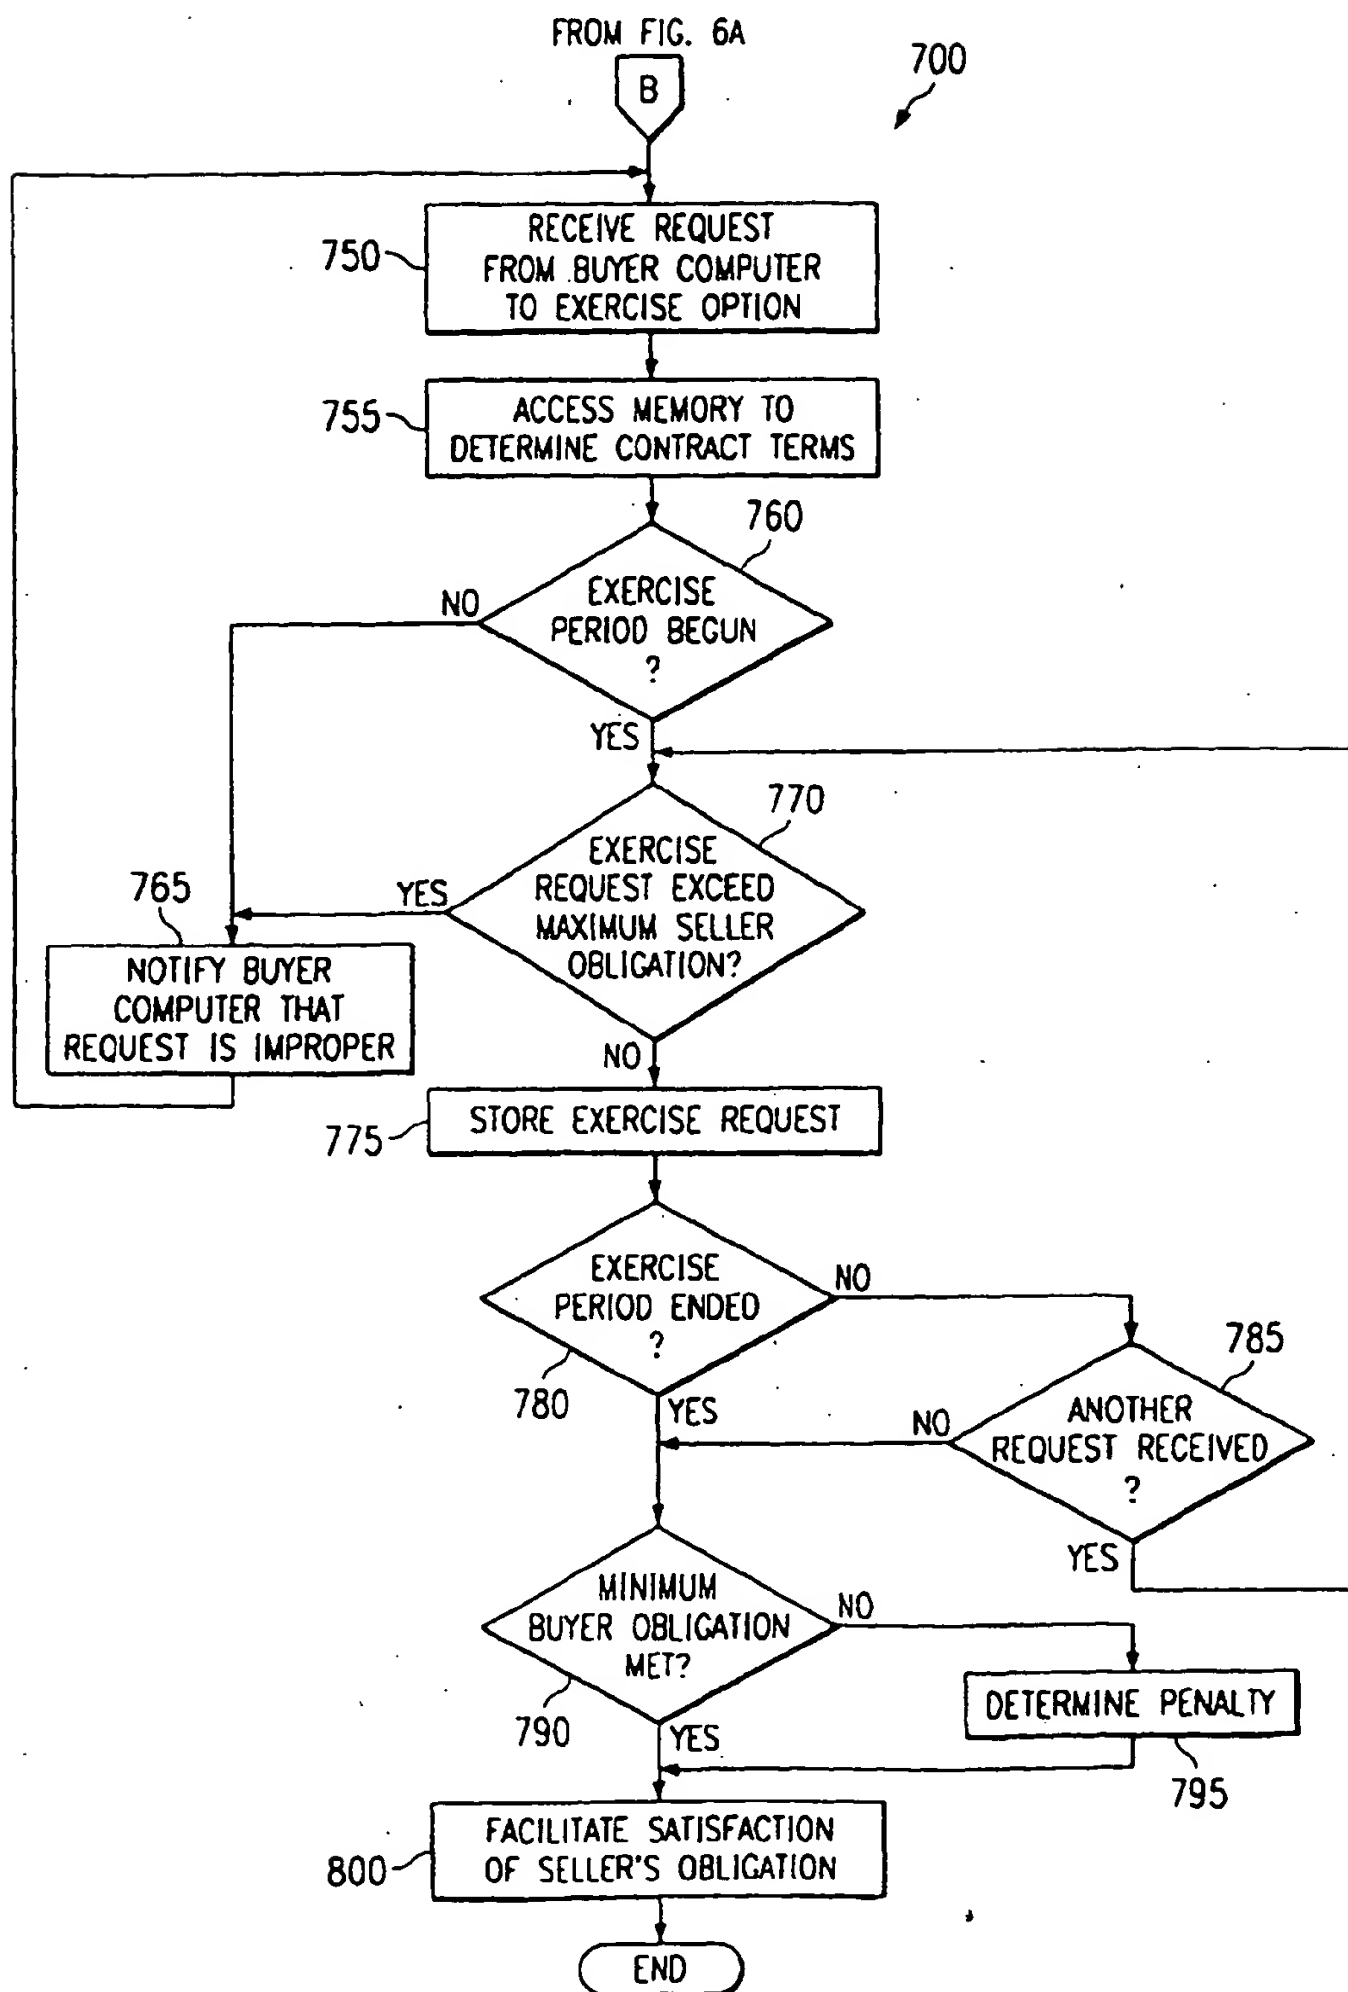 FROM FIG. 6A
B
700
750
RECEIVE REQUEST
FROM BUYER COMPUTER
TO EXERCISE OPTION
755
ACCESS MEMORY TO
DETERMINE CONTRACT TERMS
760
EXERCISE
PERIOD BEGUN
?
NO
YES
770
EXERCISE
REQUEST EXCEED
MAXIMUM SELLER
OBLIGATION?
YES
NO
765
NOTIFY BUYER
COMPUTER THAT
REQUEST IS IMPROPER
775
STORE EXERCISE REQUEST
EXERCISE
PERIOD ENDED
?
780
NO
YES
785
ANOTHER
REQUEST RECEIVED
?
NO
YES
MINIMUM
BUYER OBLIGATION
MET?
790
NO
YES
DETERMINE PENALTY
795
800
FACILITATE SATISFACTION
OF SELLER'S OBLIGATION
END